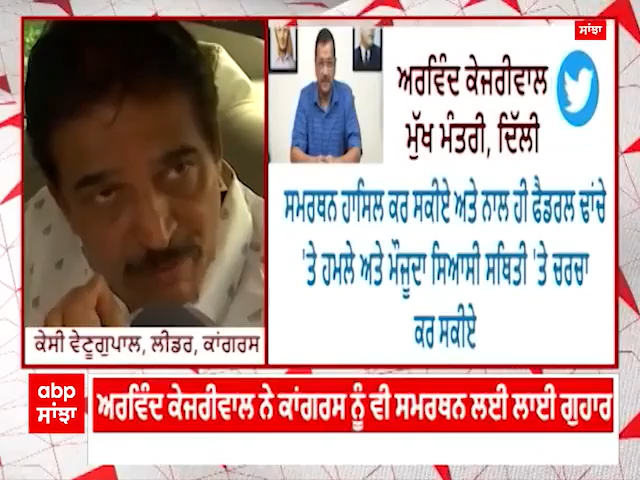 ਸਾਂਝਾ
ਅਰਵਿੰਦ ਕੇਜਰੀਵਾਲ
ਮੁੱਖ ਮੰਤਰੀ, ਦਿੱਲੀ
ਸਮਰਥਨ ਹਾਸਿਲ ਕਰ ਸਕੀਏ ਅਤੇ ਨਾਲ ਹੀ ਫੈਡਰਲ ਢਾਂਚੇ
'ਤੇ ਹਮਲੇ ਅਤੇ ਮੌਜੂਦਾ ਸਿਆਸੀ ਸਥਿਤੀ 'ਤੇ ਚਰਚਾ
ਕਰ ਸਕੀਏ
ਕੇਸੀ ਵੇਣੂਗੁਪਾਲ, ਲੀਡਰ, ਕਾਂਗਰਸ
abp
ਸਾਂਝਾ
ਅਰਵਿੰਦ ਕੇਜਰੀਵਾਲ ਨੇ ਕਾਂਗਰਸ ਨੂੰ ਵੀ ਸਮਰਥਨ ਲਈ ਲਾਈ ਗੁਹਾਰ